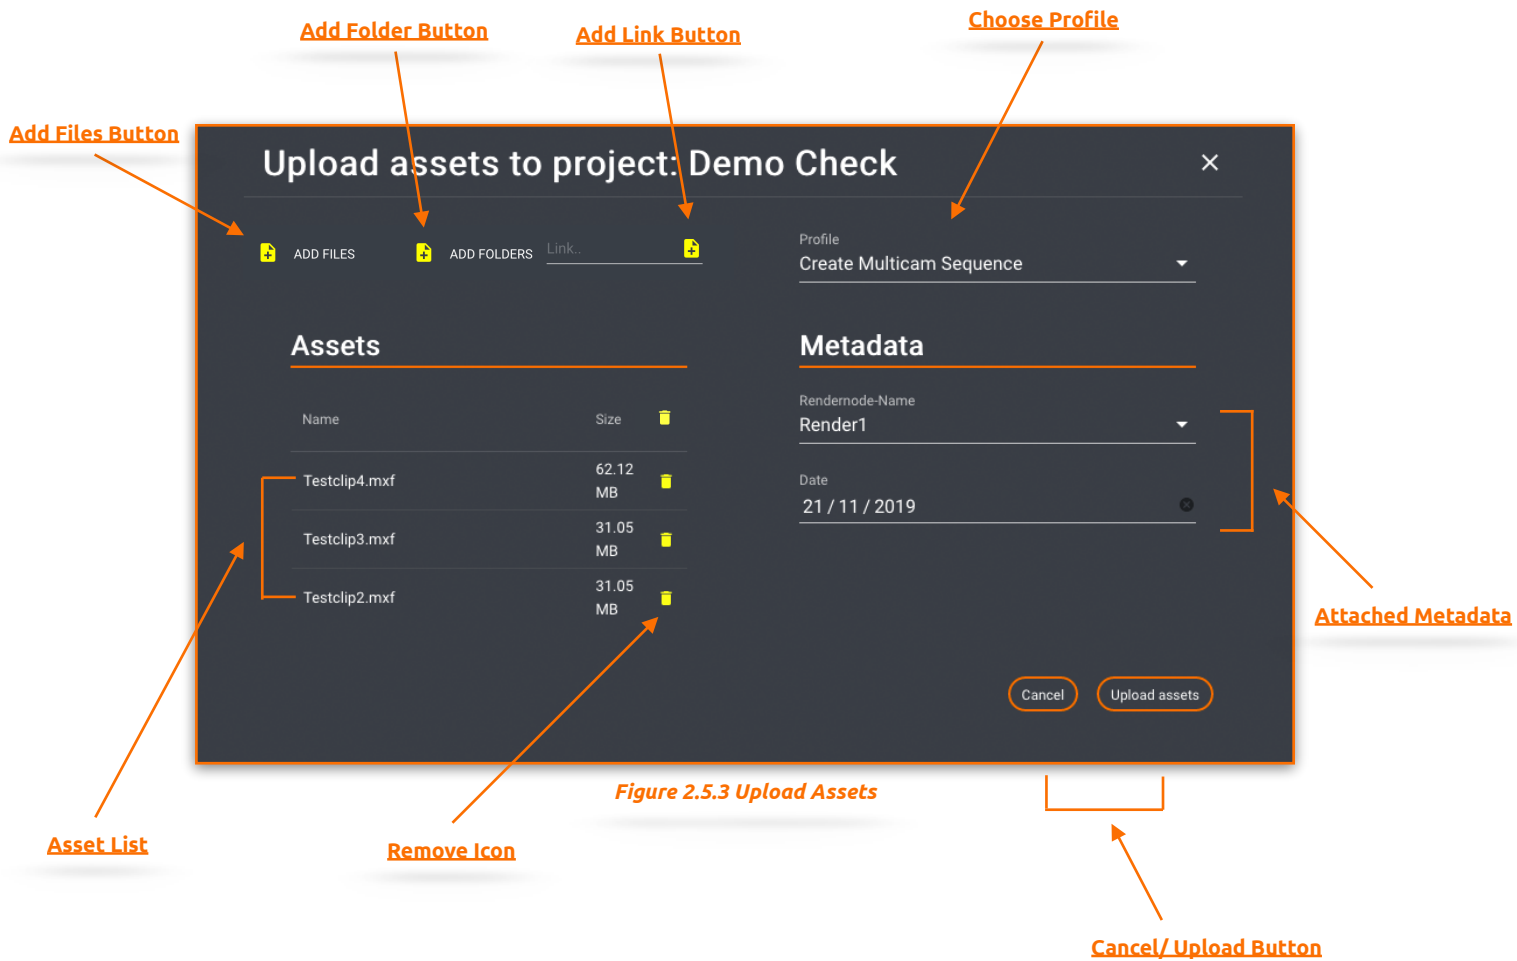 Choose Profile
Add Folder Button
Add Link Button
Add Files Button
Upload assets to project: Demo Check
ADD FILES
ADD FOLDERS
Link..
Profile
Create Multicam Sequence
Assets
Metadata
Name Size
Testclip4.mxf 62.12
MB
Testclip3.mxf 31.05
MB
Testclip2.mxf 31.05
MB
Rendernode-Name
Render1
Date
21 / 11 / 2019
Attached Metadata
Cancel
Upload assets
Figure 2.5.3 Upload Assets
Asset List
Remove Icon
Cancel/ Upload Button